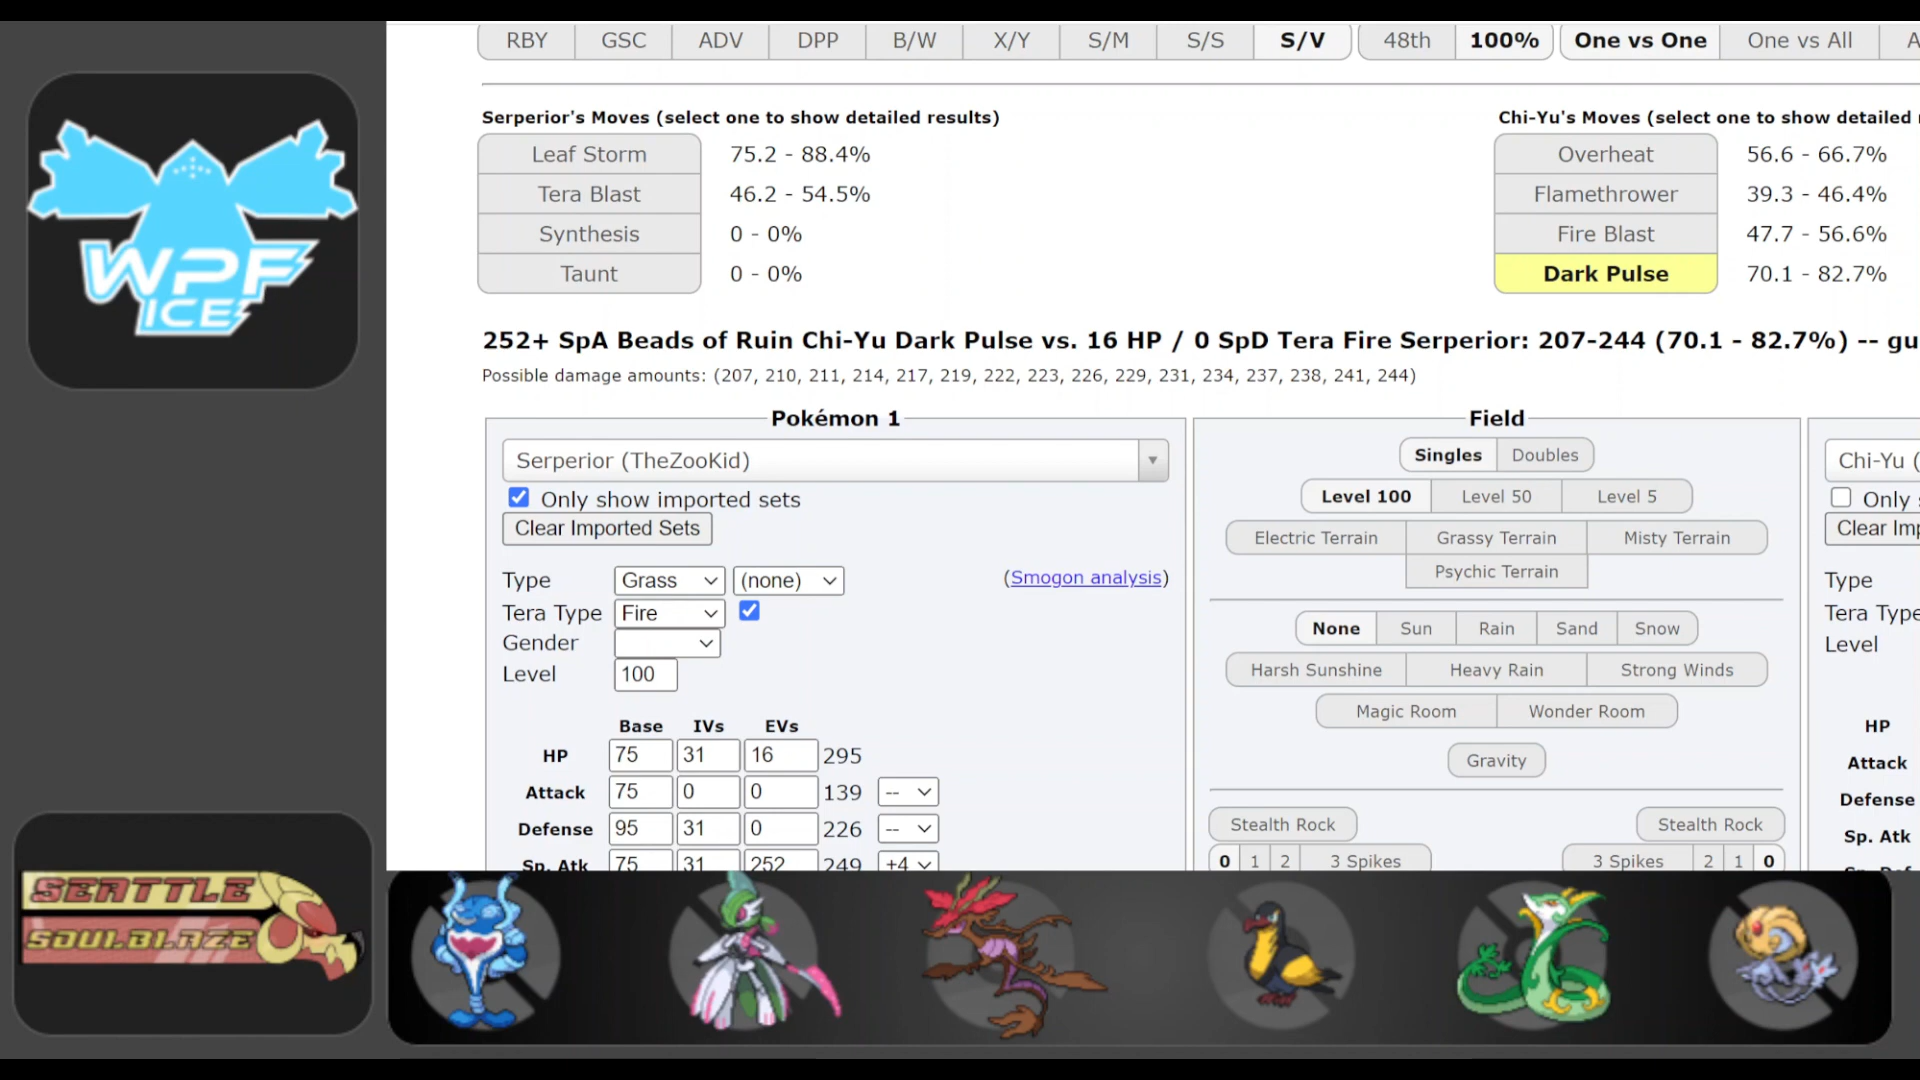 RBY GSC ADV DPP B/W X/Y S/M S/S S/V 48th 100% One vs One One vs All A
Serperior's Moves (select one to show detailed results)
Leaf Storm 75.2 - 88.4%
Tera Blast 46.2 - 54.5%
Synthesis 0 - 0%
Taunt 0 - 0%
Chi-Yu's Moves (select one to show detailed
Overheat 56.6 - 66.7%
Flamethrower 39.3 - 46.4%
Fire Blast 47.7 - 56.6%
Dark Pulse 70.1 - 82.7%
252+ SpA Beads of Ruin Chi-Yu Dark Pulse vs. 16 HP / 0 SpD Tera Fire Serperior: 207-244 (70.1 - 82.7%) -- gu
Possible damage amounts: (207, 210, 211, 214, 217, 219, 222, 223, 226, 229, 231, 234, 237, 238, 241, 244)
Pokémon 1
Serperior (TheZooKid)
Only show imported sets
Clear Imported Sets
Type Grass (none) (Smogon analysis)
Tera Type Fire
Gender
Level 100
Base IVs EVs
HP 75 31 16 295
Attack 75 0 0 139 --
Defense 95 31 0 226 --
Sp. Atk 75 31 252 249 +4
Field
Singles Doubles
Level 100 Level 50 Level 5
Electric Terrain Grassy Terrain Misty Terrain
Psychic Terrain
None Sun Rain Sand Snow
Harsh Sunshine Heavy Rain Strong Winds
Magic Room Wonder Room
Gravity
Stealth Rock Stealth Rock
0 1 2 3 Spikes 3 Spikes 2 1 0
Chi-Yu (
Only
Clear Im
Type
Tera Type
Level
HP
Attack
Defense
Sp. Atk
WPF
ICE
SEATTLE
SOULBLAZE